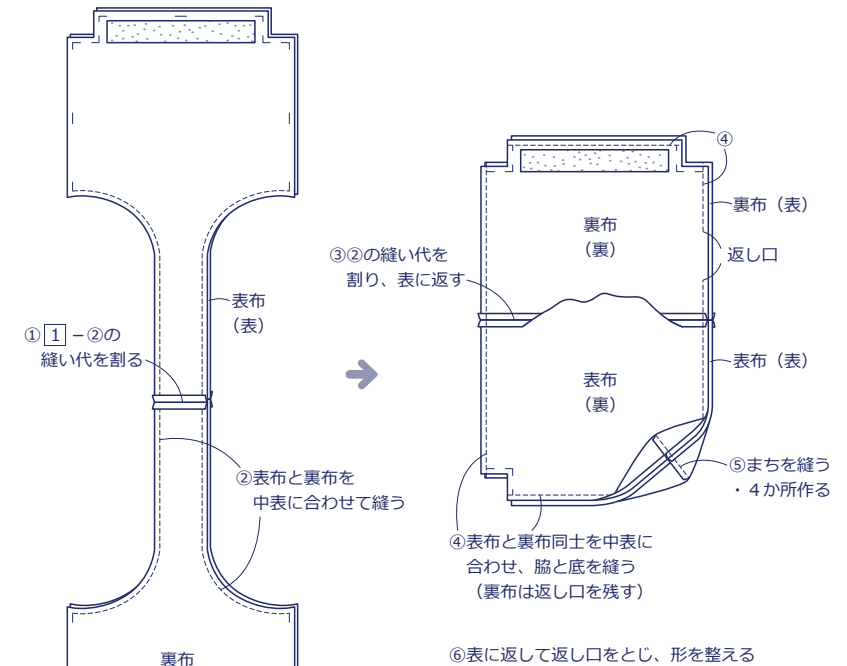 表布
（表）
①1－②の
縫い代を割る
②表布と裏布を
中表に合わせて縫う
裏布
④
裏布（表）
裏布
（裏）
返し口
③②の縫い代を
割り、表に返す
表布（表）
表布
（裏）
⑤まちを縫う
・４か所作る
④表布と裏布同士を中表に
合わせ、脇と底を縫う
（裏布は返し口を残す）
⑥表に返して返し口をとじ、形を整える